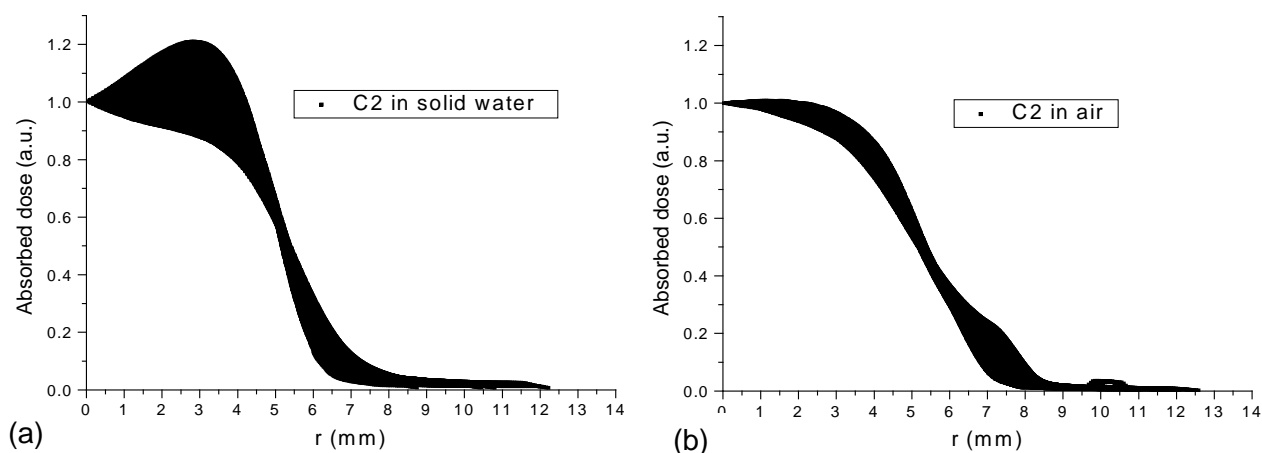 1.2
1.0
0.8
0.6
0.4
0.2
0.0
Absorbed dose (a.u.)
C2 in solid water
0 1 2 3 4 5 6 7 8 9 10 11 12 13 14
r (mm)
(a)
1.2
1.0
0.8
0.6
0.4
0.2
0.0
Absorbed dose (a.u.)
C2 in air
0 1 2 3 4 5 6 7 8 9 10 11 12 13 14
r (mm)
(b)